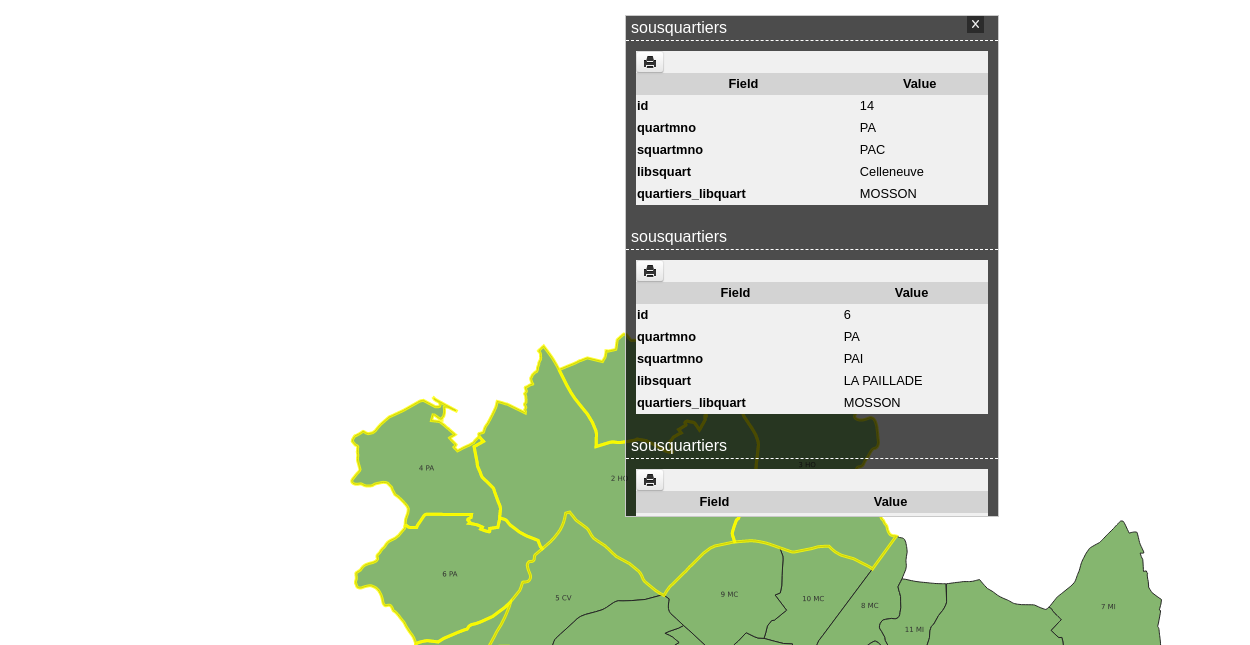 sousquartiers X
Field Value
id 14
quartmno PA
squartmno PAC
libsquart Celleneuve
quartiers_libquart MOSSON
sousquartiers
Field Value
id 6
quartmno PA
squartmno PAI
libsquart LA PAILLADE
quartiers_libquart MOSSON
sousquartiers
3 HO
4 PA
2 HO
Field Value
6 PA
5 CV
9 MC
10 MC
8 MC
7 MI
11 MI